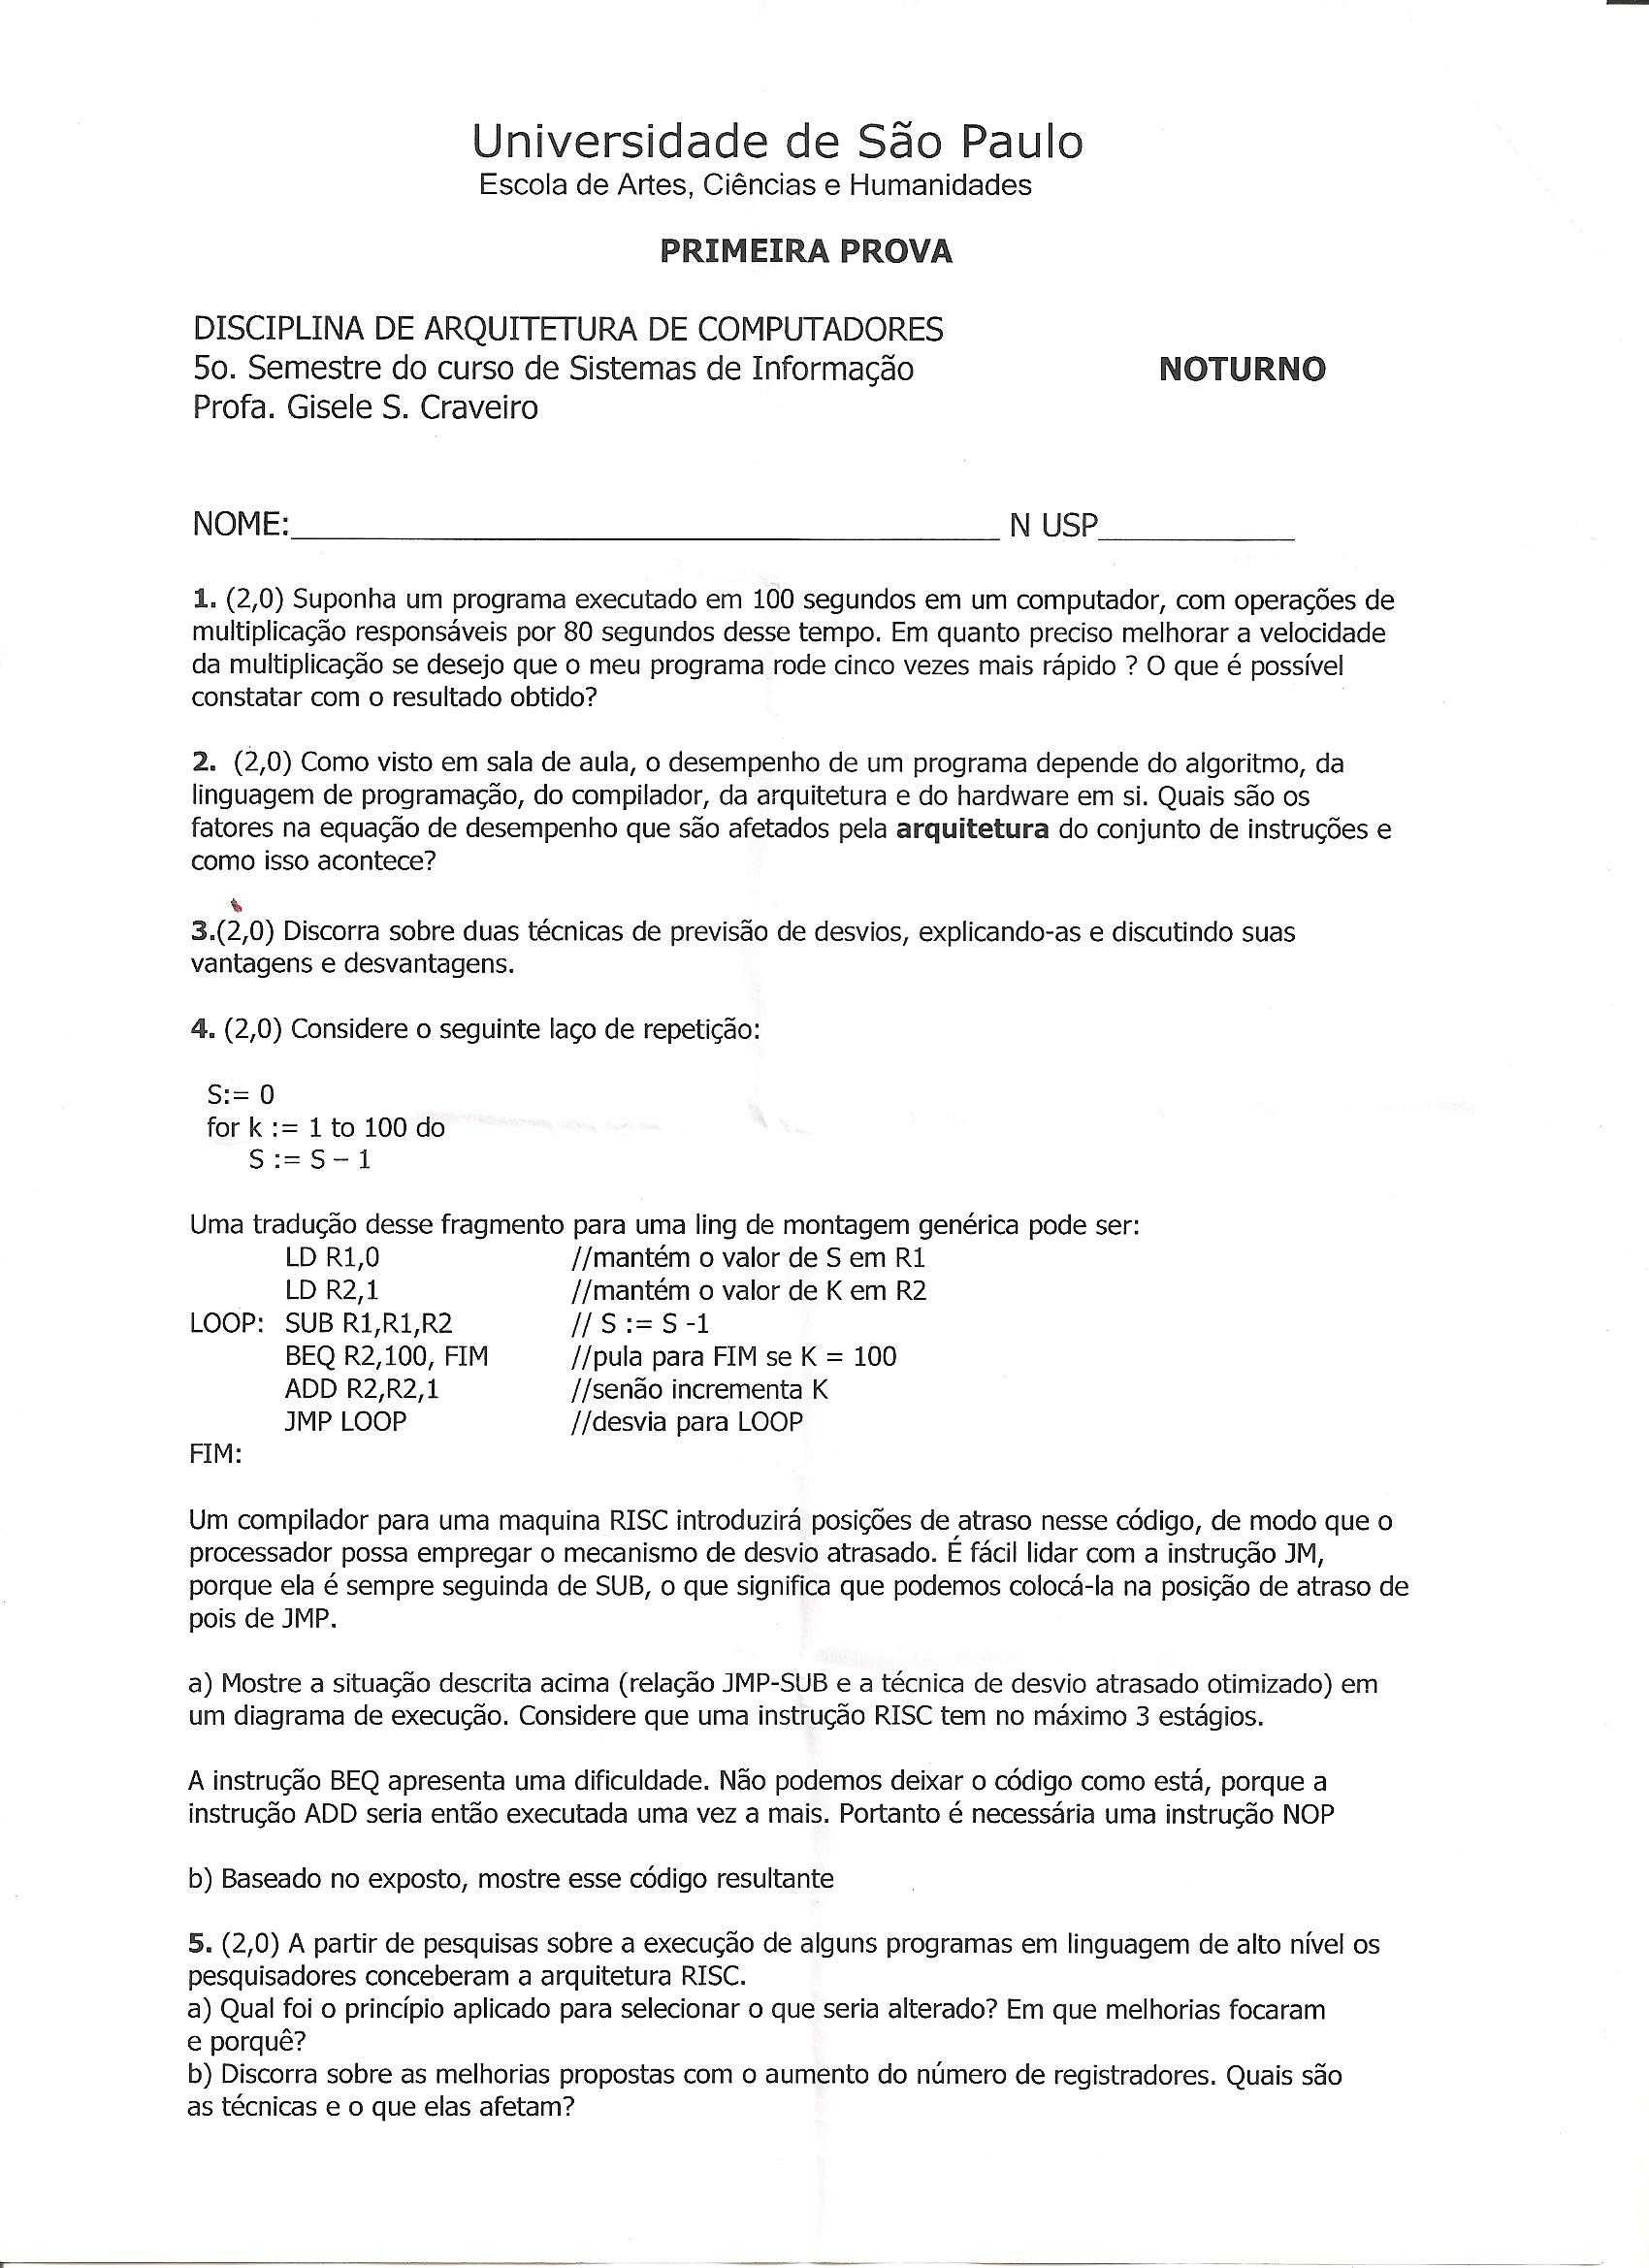 Universidade de São Paulo
Escola de Artes, Ciências e Humanidades
PRIMEIRA PROVA
DISCIPLINA DE ARQUITETURA DE COMPUTADORES
5o. Semestre do curso de Sistemas de Informação NOTURNO
Profa. Gisele S. Craveiro
NOME:___________________________________________ N USP____________
1. (2,0) Suponha um programa executado em 100 segundos em um computador, com operações de
multiplicação responsáveis por 80 segundos desse tempo. Em quanto preciso melhorar a velocidade
da multiplicação se desejo que o meu programa rode cinco vezes mais rápido ? O que é possível
constatar com o resultado obtido?
2. (2,0) Como visto em sala de aula, o desempenho de um programa depende do algoritmo, da
linguagem de programação, do compilador, da arquitetura e do hardware em si. Quais são os
fatores na equação de desempenho que são afetados pela arquitetura do conjunto de instruções e
como isso acontece?
3.(2,0) Discorra sobre duas técnicas de previsão de desvios, explicando-as e discutindo suas
vantagens e desvantagens.
4. (2,0) Considere o seguinte laço de repetição:
S:= 0
for k := 1 to 100 do
S := S – 1
Uma tradução desse fragmento para uma ling de montagem genérica pode ser:
LD R1,0 //mantém o valor de S em R1
LD R2,1 //mantém o valor de K em R2
LOOP: SUB R1,R1,R2 // S := S -1
BEQ R2,100, FIM //pula para FIM se K = 100
ADD R2,R2,1 //senão incrementa K
JMP LOOP //desvia para LOOP
FIM:
Um compilador para uma maquina RISC introduzirá posições de atraso nesse código, de modo que o
processador possa empregar o mecanismo de desvio atrasado. É fácil lidar com a instrução JM,
porque ela é sempre seguinda de SUB, o que significa que podemos colocá-la na posição de atraso de
pois de JMP.
a) Mostre a situação descrita acima (relação JMP-SUB e a técnica de desvio atrasado otimizado) em
um diagrama de execução. Considere que uma instrução RISC tem no máximo 3 estágios.
A instrução BEQ apresenta uma dificuldade. Não podemos deixar o código como está, porque a
instrução ADD seria então executada uma vez a mais. Portanto é necessária uma instrução NOP
b) Baseado no exposto, mostre esse código resultante
5. (2,0) A partir de pesquisas sobre a execução de alguns programas em linguagem de alto nível os
pesquisadores conceberam a arquitetura RISC.
a) Qual foi o princípio aplicado para selecionar o que seria alterado? Em que melhorias focaram
e porquê?
b) Discorra sobre as melhorias propostas com o aumento do número de registradores. Quais são
as técnicas e o que elas afetam?